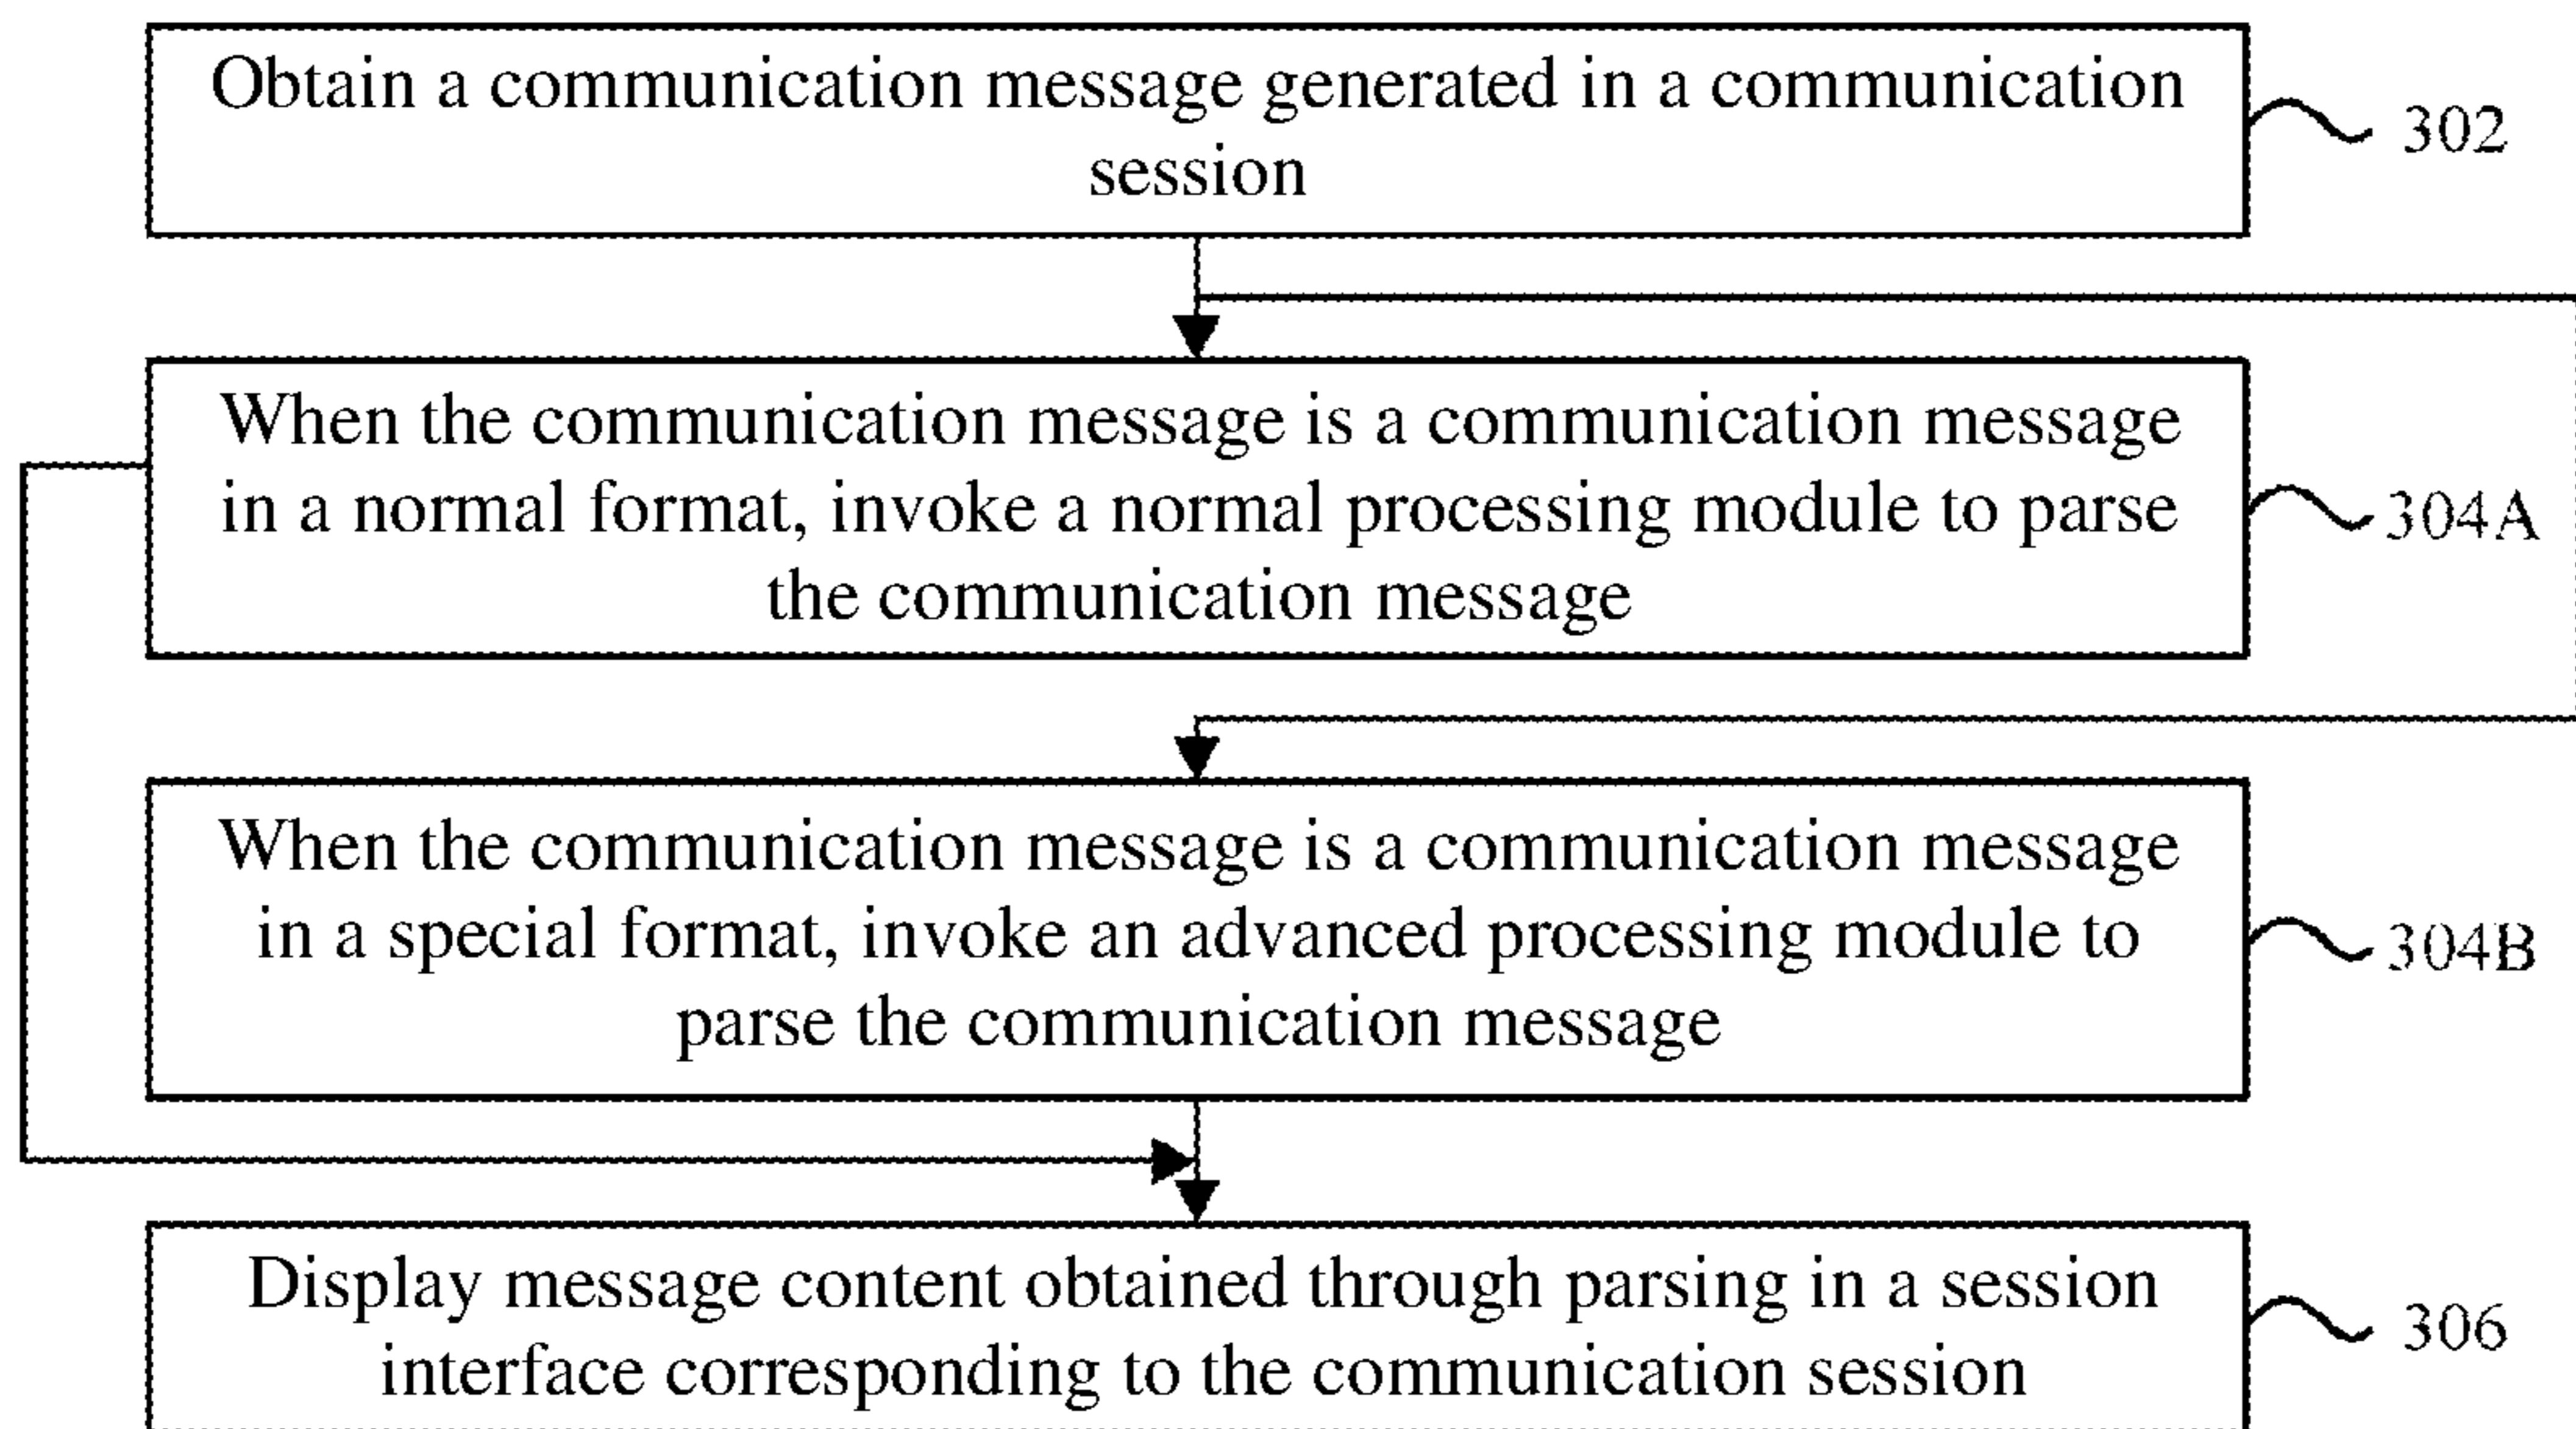 Obtain a communication message generated in a communication
session
302
When the communication message is a communication message
in a normal format, invoke a normal processing module to parse
the communication message
304A
When the communication message is a communication message
in a special format, invoke an advanced processing module to
parse the communication message
304B
Display message content obtained through parsing in a session
interface corresponding to the communication session
306